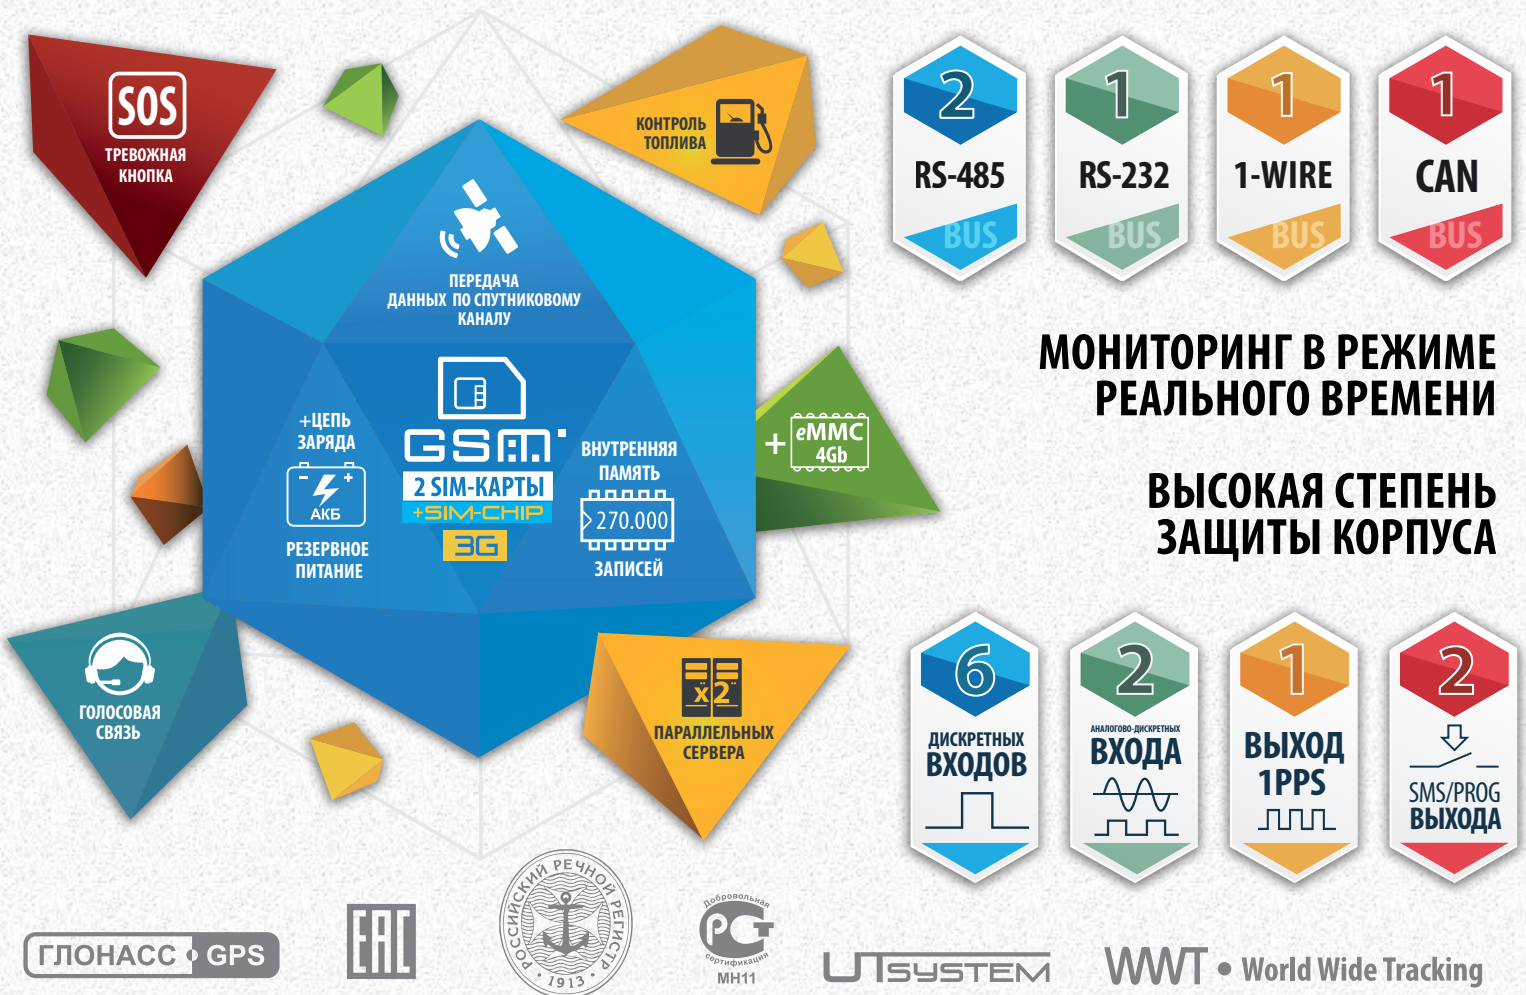 SOS
ТРЕВОЖНАЯ
КНОПКА
КОНТРОЛЬ
ТОПЛИВА
ПЕРЕДАЧА
ДАННЫХ ПО СПУТНИКОВОМУ
КАНАЛУ
+ЦЕПЬ
ЗАРЯДА
- +
АКБ
РЕЗЕРВНОЕ
ПИТАНИЕ
GSM
2 SIM-КАРТЫ
+SIM-CHIP
3G
ВНУТРЕННЯЯ
ПАМЯТЬ
>270.000
ЗАПИСЕЙ
+ eMMC
4Gb
ГОЛОСОВАЯ
СВЯЗЬ
x2
ПАРАЛЛЕЛЬНЫХ
СЕРВЕРА
2
RS-485
BUS
1
RS-232
BUS
1
1-WIRE
BUS
1
CAN
BUS
МОНИТОРИНГ В РЕЖИМЕ
РЕАЛЬНОГО ВРЕМЕНИ
ВЫСОКАЯ СТЕПЕНЬ
ЗАЩИТЫ КОРПУСА
6
ДИСКРЕТНЫХ
ВХОДОВ
2
АНАЛОГОВО-ДИСКРЕТНЫХ
ВХОДА
1
ВЫХОД
1PPS
2
SMS/PROG
ВЫХОДА
ГЛОНАСС • GPS
EAC
РОССИЙСКИЙ РЕЧНОЙ РЕГИСТР
• 1913 •
Добровольная
РСТ
сертификация
МН11
UTSYSTEM
WWT • World Wide Tracking